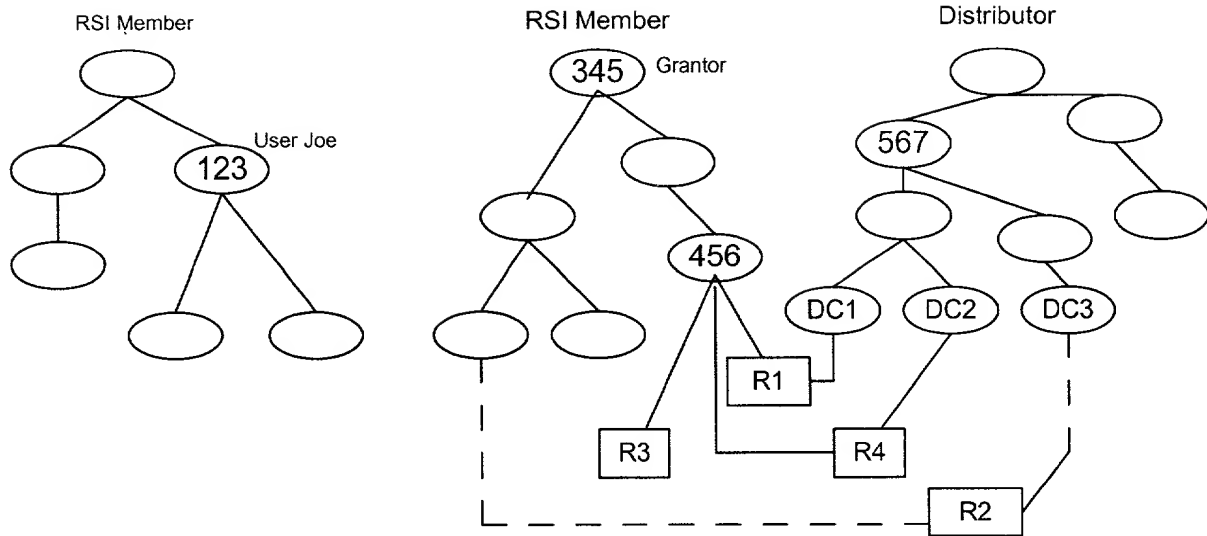 RSI Member
RSI Member
Distributor
345
Grantor
User Joe
123
567
456
DC1
DC2
DC3
R1
R3
R4
R2